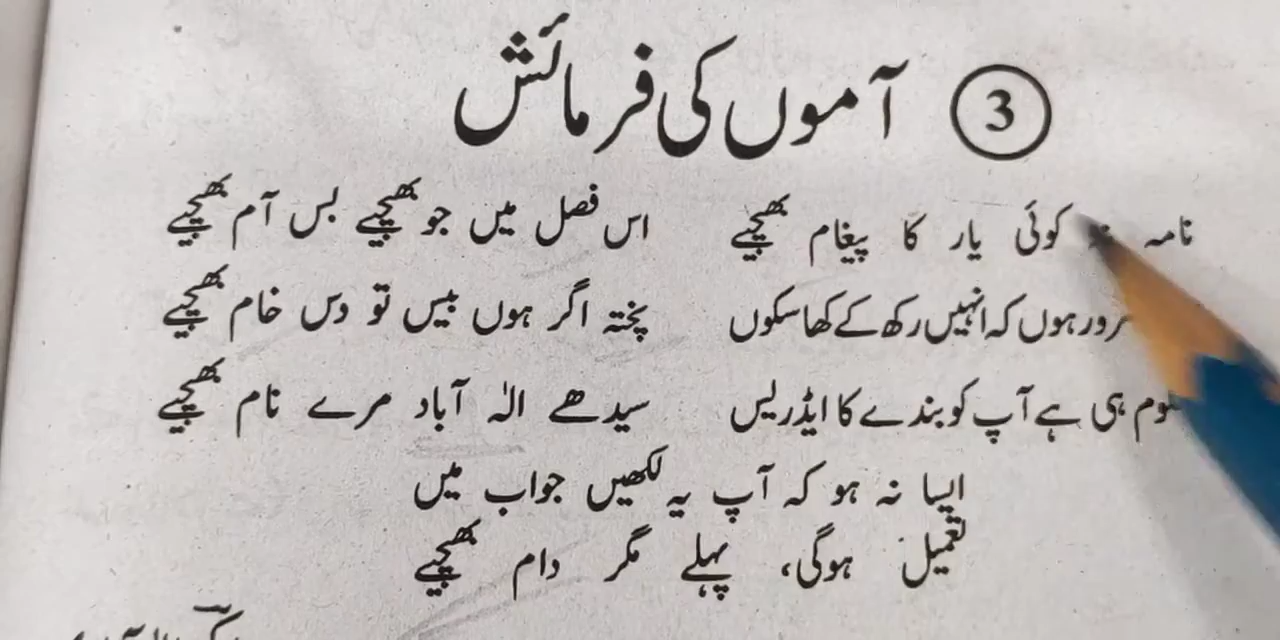 3 آموں کی فرمائش
نامہ کوئی یار کا پیغام بھیجیے اس فصل میں جو بھیجیے بس آم بھیجیے
ہوں کہ انہیں رکھ کے کھا سکوں پختہ اگر ہوں بیس تو دس خام بھیجیے
ہی ہے آپ کو بندے کا ایڈریس سیدھے الٰہ آباد مرے نام بھیجیے
ایسا نہ ہو کہ آپ یہ لکھیں جواب میں
تعمیل ہوگی، پہلے مگر دام بھیجیے